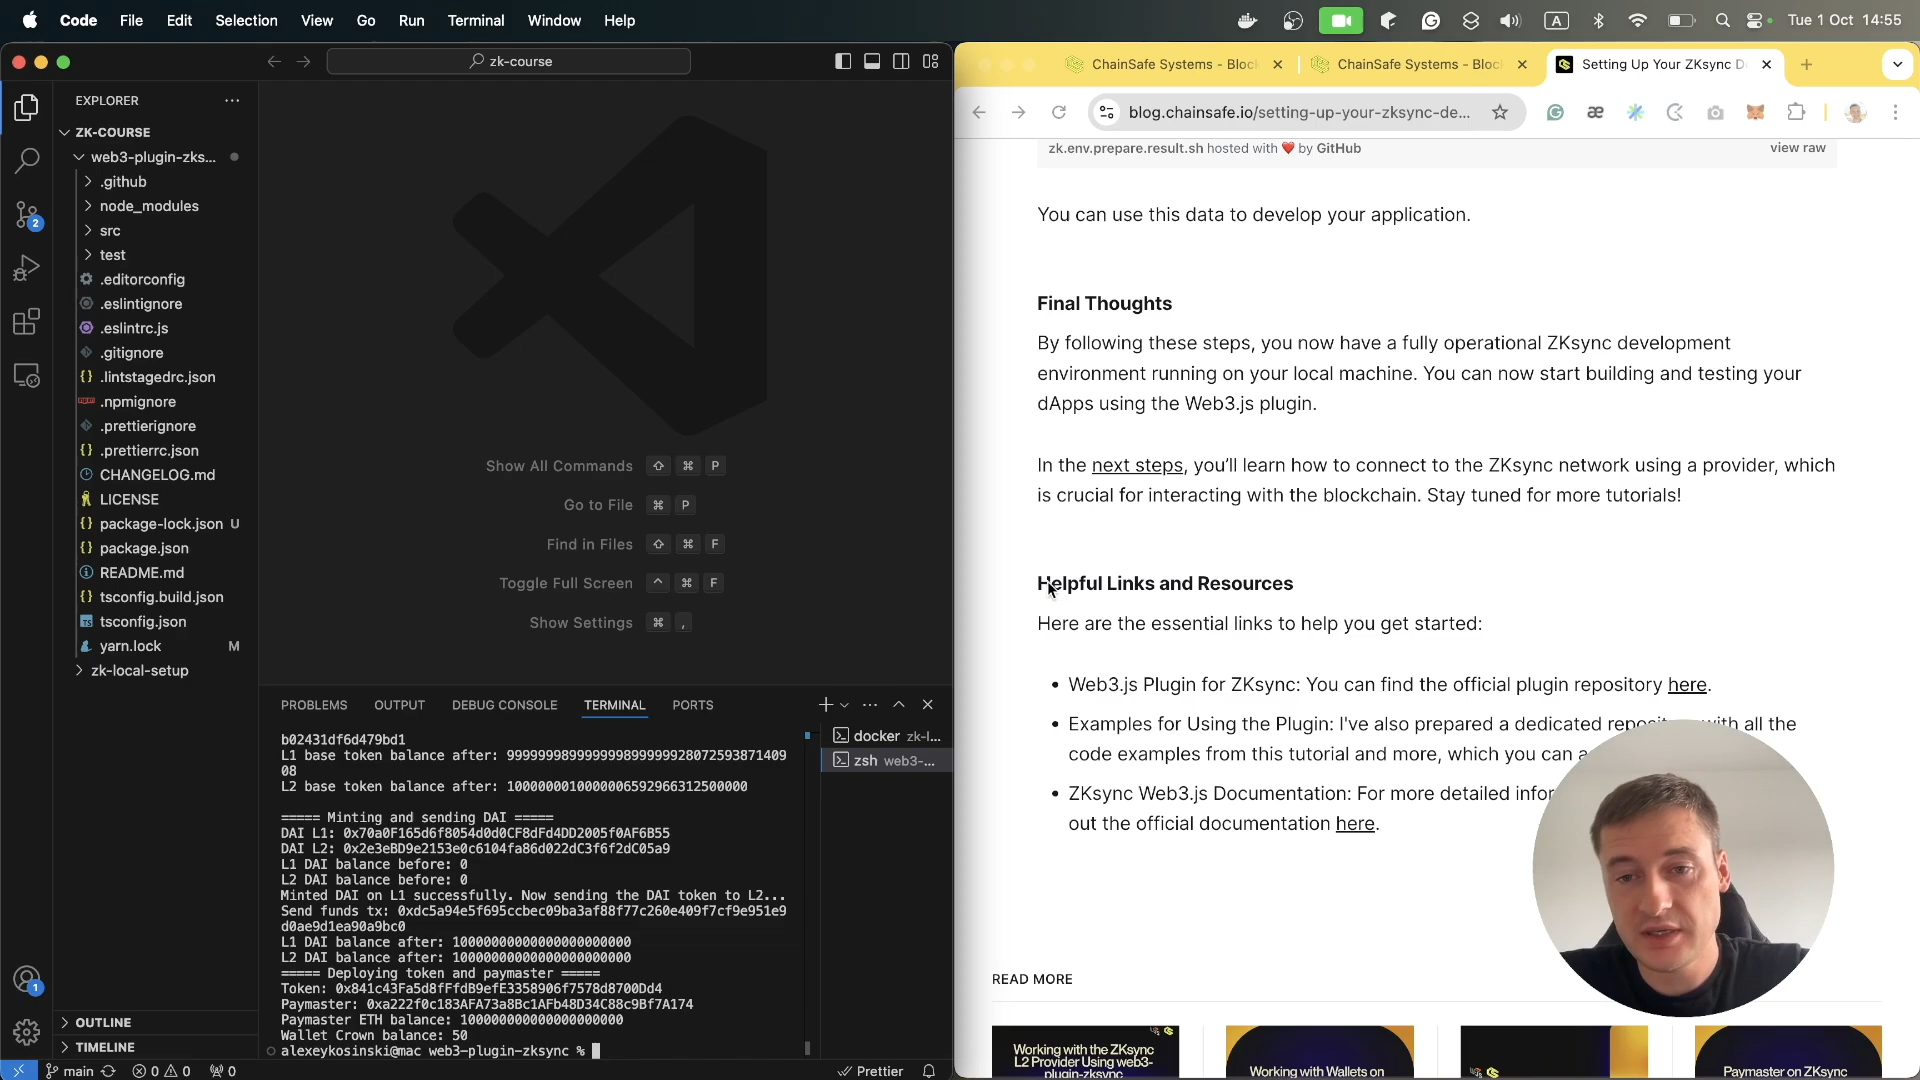 Code File Edit Selection View Go Run Terminal Window Help
A Tue 1 Oct 14:55
zk-course
EXPLORER
ZK-COURSE
web3-plugin-zks...
.github
node_modules
src
test
.editorconfig
.eslintignore
.eslintrc.js
.gitignore
.lintstagedrc.json
.npmignore
.prettierignore
.prettierrc.json
CHANGELOG.md
LICENSE
package-lock.json U
package.json
README.md
tsconfig.build.json
tsconfig.json
yarn.lock M
zk-local-setup
OUTLINE
TIMELINE
2
1
Show All Commands ⇧ ⌘ P
Go to File ⌘ P
Find in Files ⇧ ⌘ F
Toggle Full Screen ^ ⌘ F
Show Settings ⌘ ,
PROBLEMS OUTPUT DEBUG CONSOLE TERMINAL PORTS
docker zk-l...
zsh web3-...
b02431df6d479bd1
L1 base token balance after: 9999999899999998999999928072593871409
08
L2 base token balance after: 1000000010000006592966312500000
===== Minting and sending DAI =====
DAI L1: 0x70a0F165d6f8054d0d0CF8dFd4DD2005f0AF6B55
DAI L2: 0x2e3eBD9e2153e0c6104fa86d022dC3f6f2dC05a9
L1 DAI balance before: 0
L2 DAI balance before: 0
Minted DAI on L1 successfully. Now sending the DAI token to L2...
Send funds tx: 0xdc5a94e5f695ccbec09ba3af88f77c260e409f7cf9e951e9
d0ae9d1ea90a9bc0
L1 DAI balance after: 10000000000000000000000
L2 DAI balance after: 10000000000000000000000
===== Deploying token and paymaster =====
Token: 0x841c43Fa5d8fFfdB9efE3358906f7578d8700Dd4
Paymaster: 0xa222f0c183AFA73a8Bc1AFb48D34C88c9Bf7A174
Paymaster ETH balance: 100000000000000000000
Wallet Crown balance: 50
alexeykosinski@mac web3-plugin-zksync %
main 0 0 0 Prettier
ChainSafe Systems - Bloc
ChainSafe Systems - Bloc
Setting Up Your ZKsync D
blog.chainsafe.io/setting-up-your-zksync-de...
zk.env.prepare.result.sh hosted with ❤ by GitHub view raw
You can use this data to develop your application.
Final Thoughts
By following these steps, you now have a fully operational ZKsync development
environment running on your local machine. You can now start building and testing your
dApps using the Web3.js plugin.
In the next steps, you'll learn how to connect to the ZKsync network using a provider, which
is crucial for interacting with the blockchain. Stay tuned for more tutorials!
Helpful Links and Resources
Here are the essential links to help you get started:
• Web3.js Plugin for ZKsync: You can find the official plugin repository here.
• Examples for Using the Plugin: I've also prepared a dedicated with all the
code examples from this tutorial and more, which you can
• ZKsync Web3.js Documentation: For more detailed
out the official documentation here.
READ MORE
Working with the ZKsync
L2 Provider Using web3-
plugin-zksync
Working with Wallets on
Paymaster on ZKsync